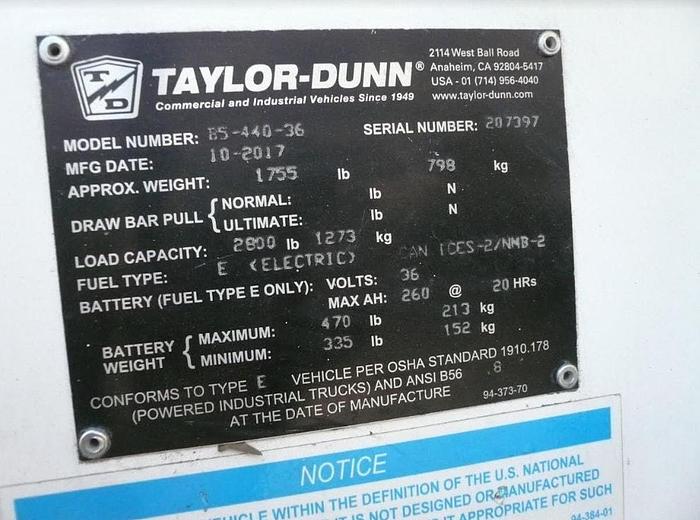 TD TAYLOR-DUNN®
Commercial and Industrial Vehicles Since 1949
2114 West Ball Road
Anaheim, CA 92804-5417
USA - 01 (714) 956-4040
www.taylor-dunn.com
MODEL NUMBER: B5-440-36 SERIAL NUMBER: 207397
MFG DATE: 10-2017
APPROX. WEIGHT: 1755 lb 798 kg
DRAW BAR PULL { NORMAL: lb N
ULTIMATE: lb N
LOAD CAPACITY: 2800 lb 1273 kg
FUEL TYPE: E (ELECTRIC) CAN ICES-2/NMB-2
BATTERY (FUEL TYPE E ONLY): VOLTS: 36
MAX AH: 260 @ 20 HRs
BATTERY WEIGHT { MAXIMUM: 470 lb 213 kg
MINIMUM: 335 lb 152 kg
CONFORMS TO TYPE E VEHICLE PER OSHA STANDARD 1910.178
(POWERED INDUSTRIAL TRUCKS) AND ANSI B56 .8
AT THE DATE OF MANUFACTURE 94-373-70
NOTICE
VEHICLE WITHIN THE DEFINITION OF THE U.S. NATIONAL
IT IS NOT DESIGNED OR MANUFACTURED
IT APPROPRIATE FOR SUCH
94-384-01